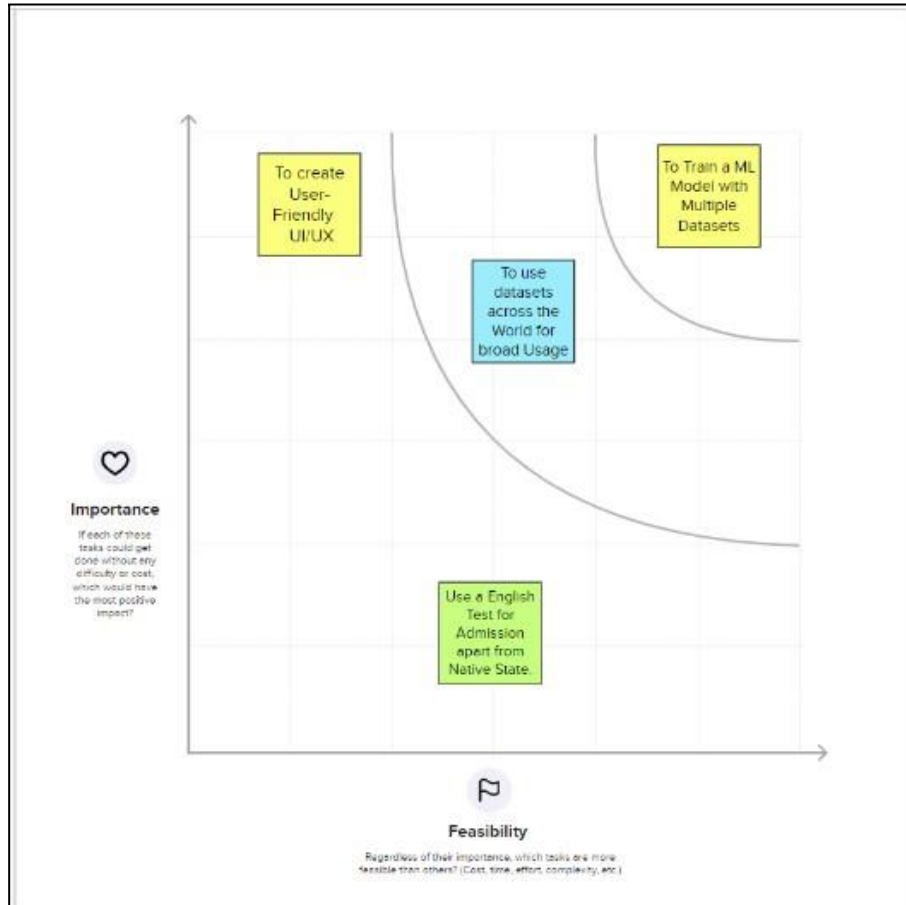 To create
User-
Friendly
UI/UX
To Train a ML
Model with
Multiple
Datasets
To use
datasets
across the
World for
broad Usage
Importance
If each of these
tasks could get
done without any
difficulty or cost,
which would have
the most positive
impact?
Use a English
Test for
Admission
apart from
Native State.
Feasibility
Regardless of their importance, which tasks are more
feasible than others? (Cost, time, effort, complexity, etc.)